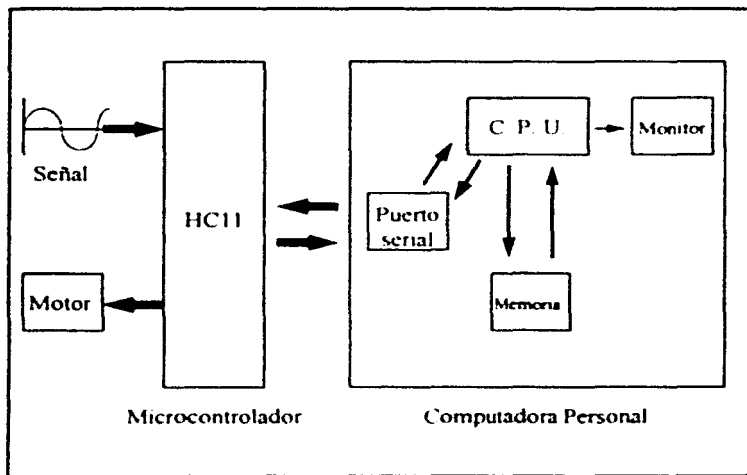 Señal
Motor
HC11
Microcontrolador
C. P. U.
Monitor
Puerto
serial
Memoria
Computadora Personal